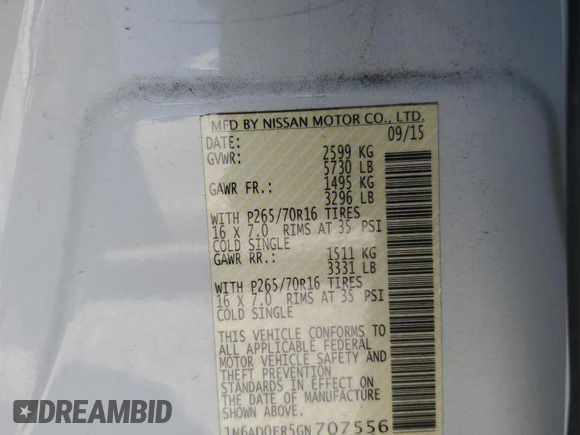 MFD BY NISSAN MOTOR CO., LTD.
DATE: 09/15
GVWR: 2599 KG
5730 LB
GAWR FR.: 1495 KG
3296 LB
WITH P265/70R16 TIRES
16 X 7.0 RIMS AT 35 PSI
COLD SINGLE
GAWR RR.: 1511 KG
3331 LB
WITH P265/70R16 TIRES
16 X 7.0 RIMS AT 35 PSI
COLD SINGLE
THIS VEHICLE CONFORMS TO
ALL APPLICABLE FEDERAL
MOTOR VEHICLE SAFETY AND
THEFT PREVENTION
STANDARDS IN EFFECT ON
THE DATE OF MANUFACTURE
SHOWN ABOVE.
1N6AD0ER5GN707556
DREAMBID
dreambid.com